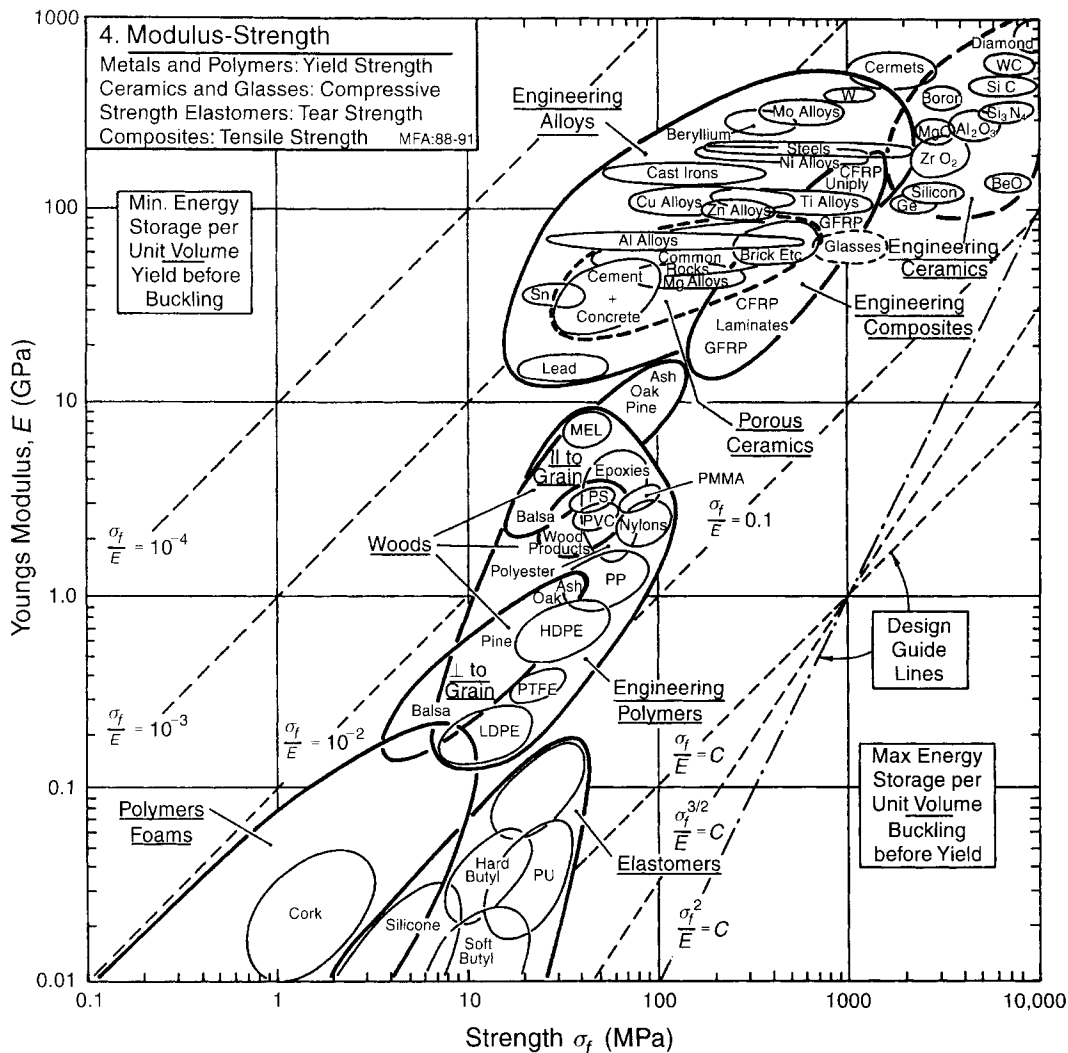 4. Modulus-Strength
Metals and Polymers: Yield Strength
Ceramics and Glasses: Compressive
Strength Elastomers: Tear Strength
Composites: Tensile Strength MFA:88-91
Min. Energy
Storage per
Unit Volume
Yield before
Buckling
Engineering
Alloys
Diamond
WC
Cermets
Si C
W
Boron
Mo Alloys
Si3 N4
Beryllium
MgO
Al2O3
Steels
Ni Alloys
Zr O2
Cast Irons
CFRP
Uniply
BeO
Silicon
Cu Alloys
Zn Alloys
Ti Alloys
Ge
GFRP
Al Alloys
Brick Etc
Glasses
Engineering
Ceramics
Common
Rocks
Mg Alloys
Cement
+
Concrete
Sn
CFRP
Laminates
GFRP
Engineering
Composites
Lead
Ash
Oak
Pine
Porous
Ceramics
MEL
|| to
Grain
Epoxies
PMMA
PS
Balsa
PVC
Nylons
Wood
Products
Woods
Polyester
PP
Ash
Oak
HDPE
Pine
⊥ to
Grain
PTFE
Engineering
Polymers
Balsa
LDPE
Polymers
Foams
Elastomers
Hard
Butyl
PU
Cork
Silicone
Soft
Butyl
σf/E = 10⁻⁴
σf/E = 10⁻³
σf/E = 10⁻²
σf/E = 0.1
σf/E = C
σf^3/2/E = C
σf^2/E = C
Design
Guide
Lines
Max Energy
Storage per
Unit Volume
Buckling
before Yield
1000
100
10
1.0
0.1
0.01
Youngs Modulus, E (GPa)
0.1 1 10 100 1000 10,000
Strength σf (MPa)